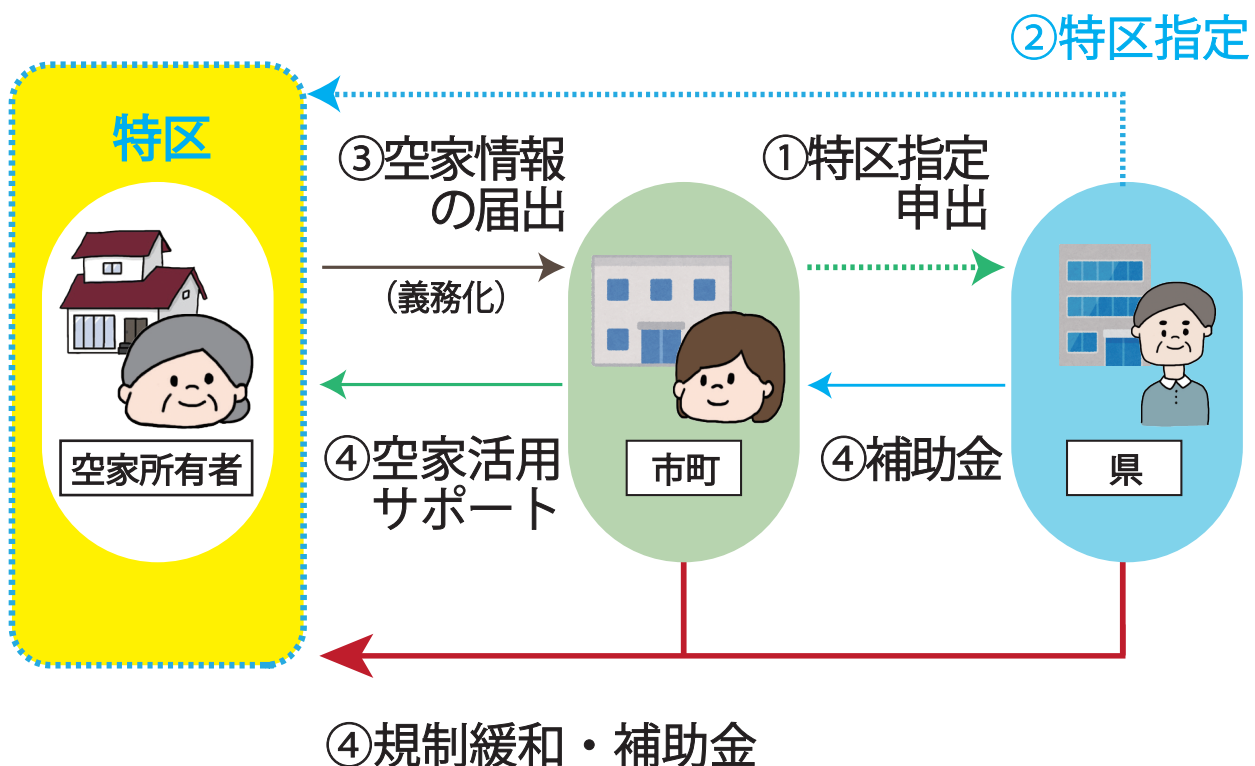 ②特区指定
特区
③空家情報
の届出
(義務化)
①特区指定
申出
空家所有者
④空家活用
サポート
市町
④補助金
県
④規制緩和・補助金